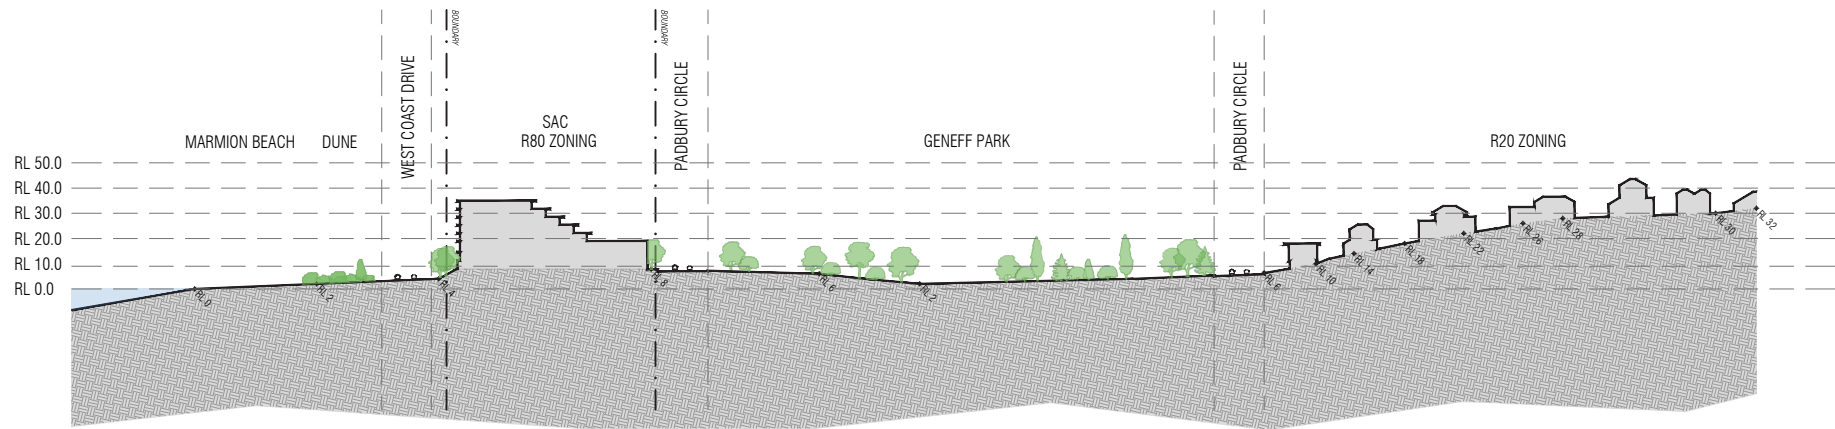 BOUNDARY
BOUNDARY
WEST COAST DRIVE
PADBURY CIRCLE
PADBURY CIRCLE
SAC
MARMION BEACH
DUNE
R80 ZONING
GENEFF PARK
R20 ZONING
RL 50.0
RL 40.0
RL 30.0
RL 20.0
RL 10.0
RL 0.0
RL 0
RL 2
RL 4
RL 8
RL 6
RL 2
RL 6
RL 10
RL 14
RL 18
RL 22
RL 26
RL 28
RL 30
RL 32